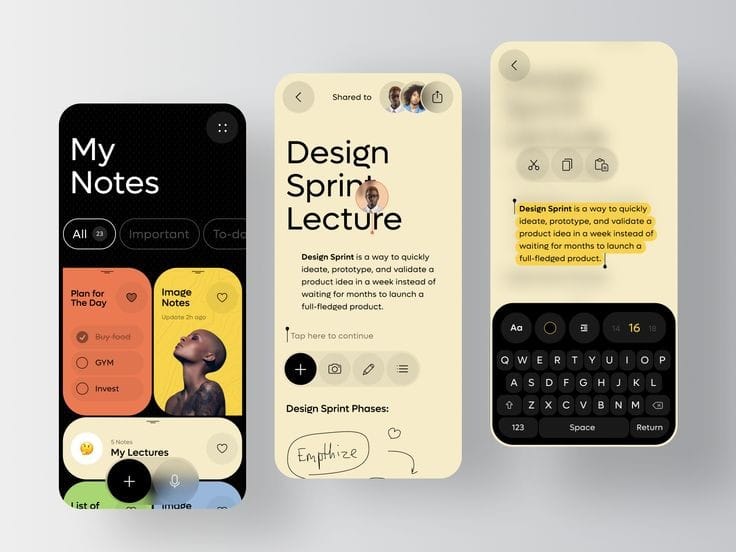 My
Notes
All 23
Important
To-do
Plan for
The Day
Buy food
GYM
Invest
Image
Notes
Update 2h ago
5 Notes
My Lectures
List of
Image
Shared to
Design
Sprint
Lecture
Design Sprint is a way to quickly
ideate, prototype, and validate a
product idea in a week instead of
waiting for months to launch a
full-fledged product.
Tap here to continue
Design Sprint Phases:
Empthize
Design Sprint is a way to quickly
ideate, prototype, and validate a
product idea in a week instead of
waiting for months to launch a
full-fledged product.
Aa 14 16 18
Q W E R T Y U I O P
A S D F G H J K L
Z X C V B N M
123 Space Return